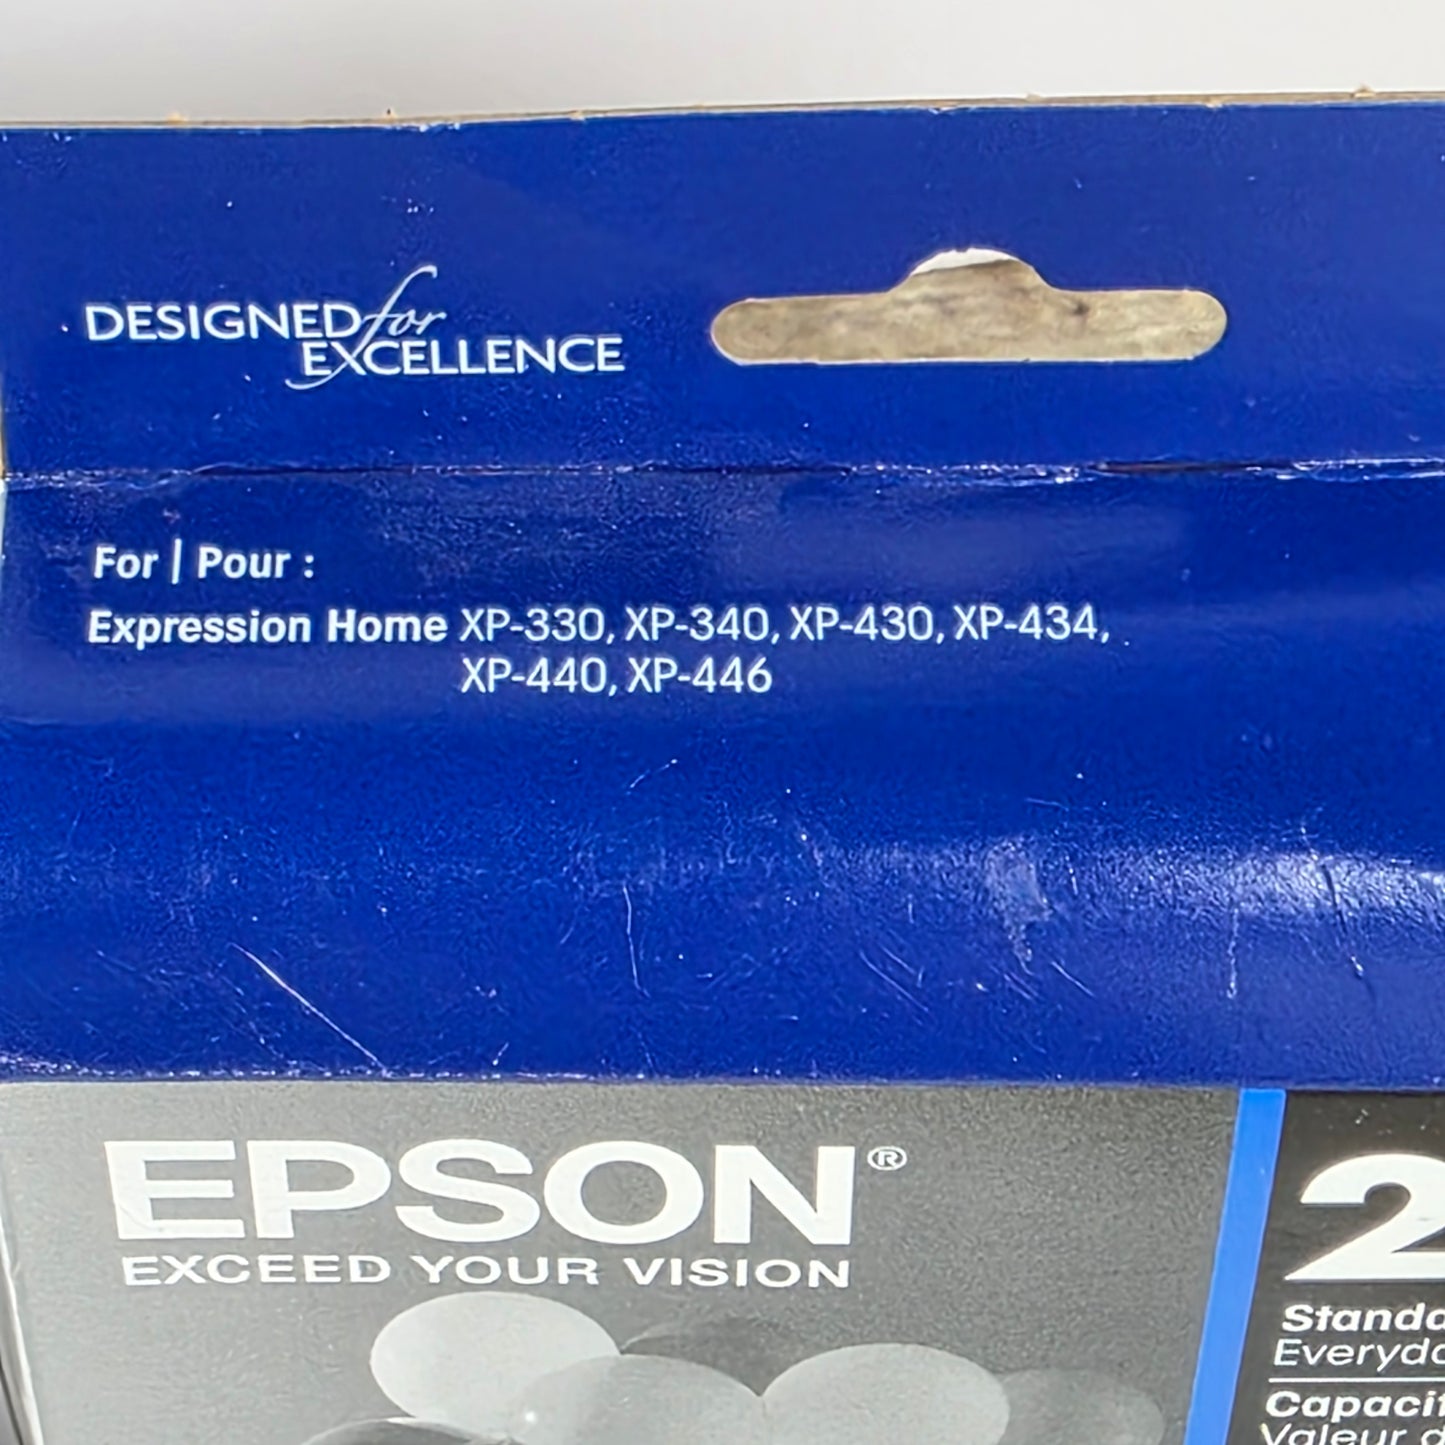 DESIGNED for
EXCELLENCE
For | Pour :
Expression Home XP-330, XP-340, XP-430, XP-434,
XP-440, XP-446
EPSON®
EXCEED YOUR VISION
2